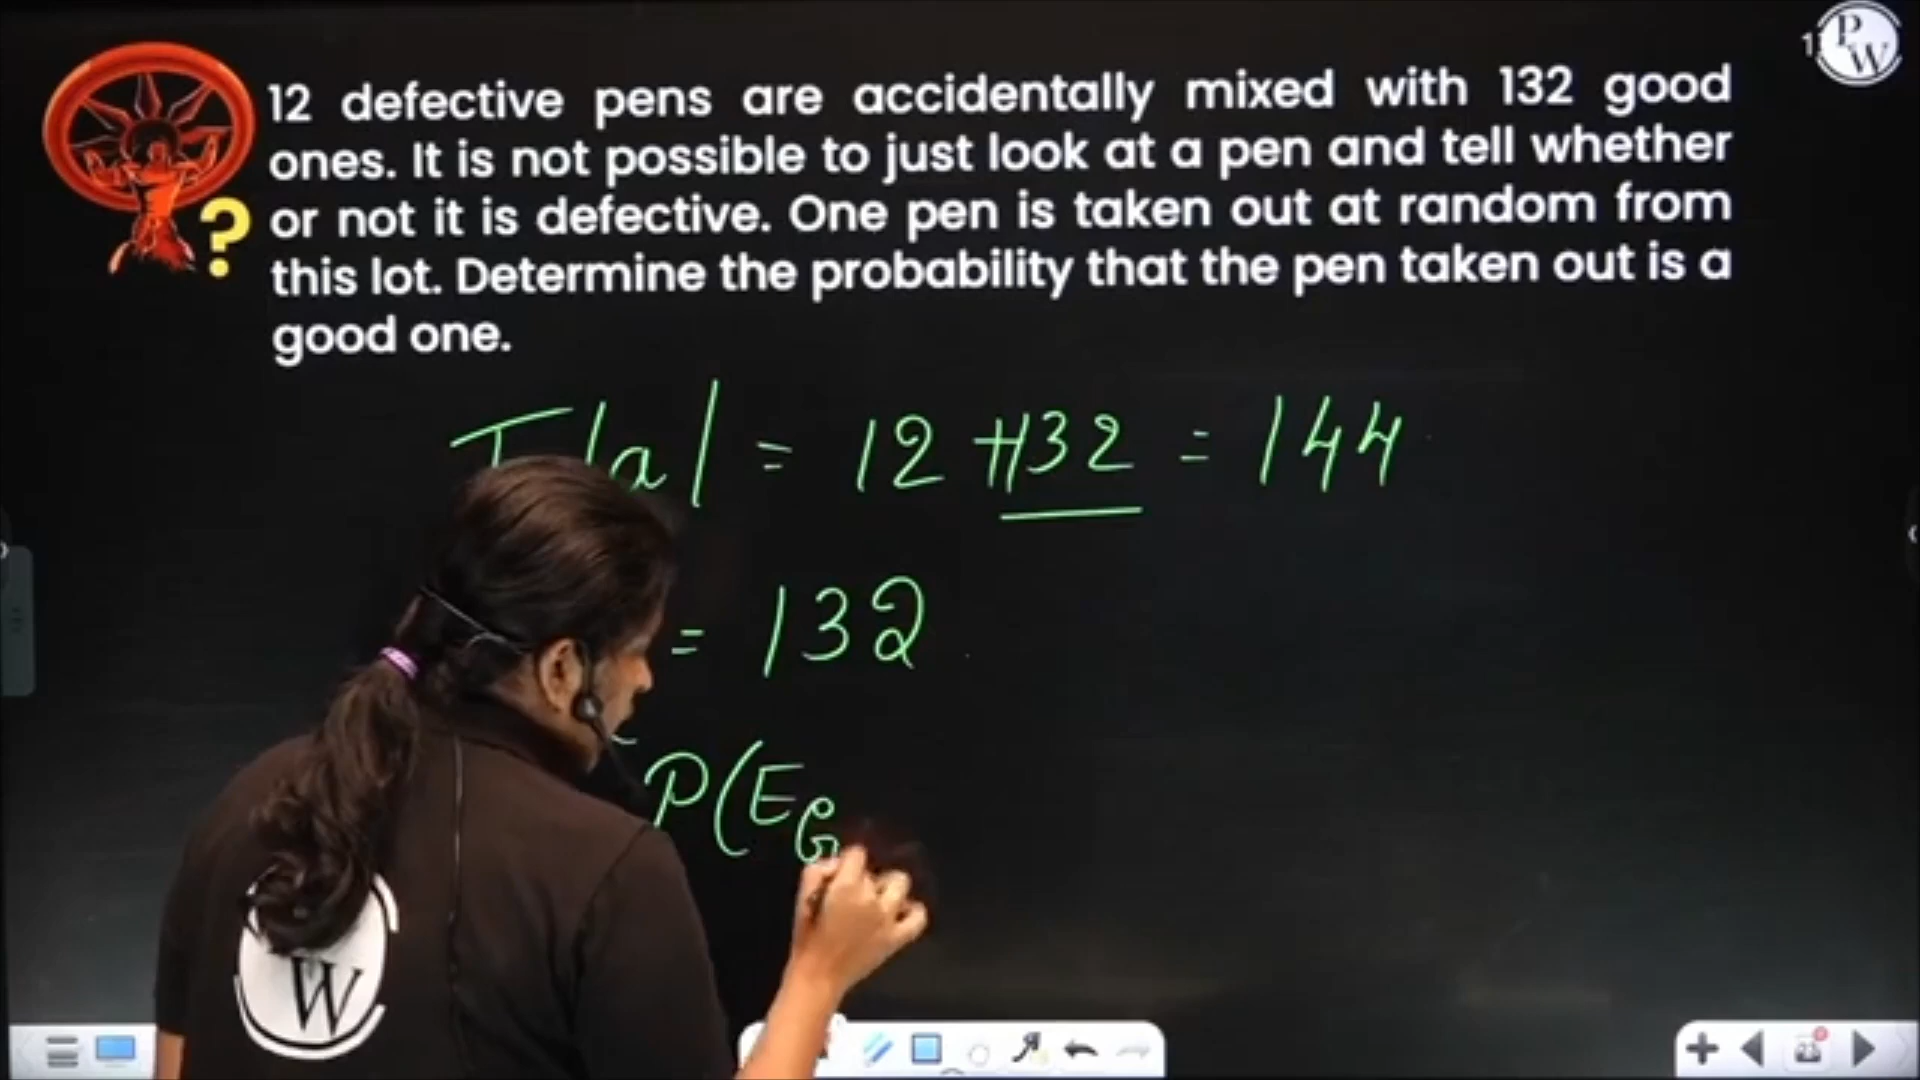 12 defective pens are accidentally mixed with 132 good
ones. It is not possible to just look at a pen and tell whether
or not it is defective. One pen is taken out at random from
this lot. Determine the probability that the pen taken out is a
good one.
?
P
W
= 12 +132 = 144
= 132
P(EG
W